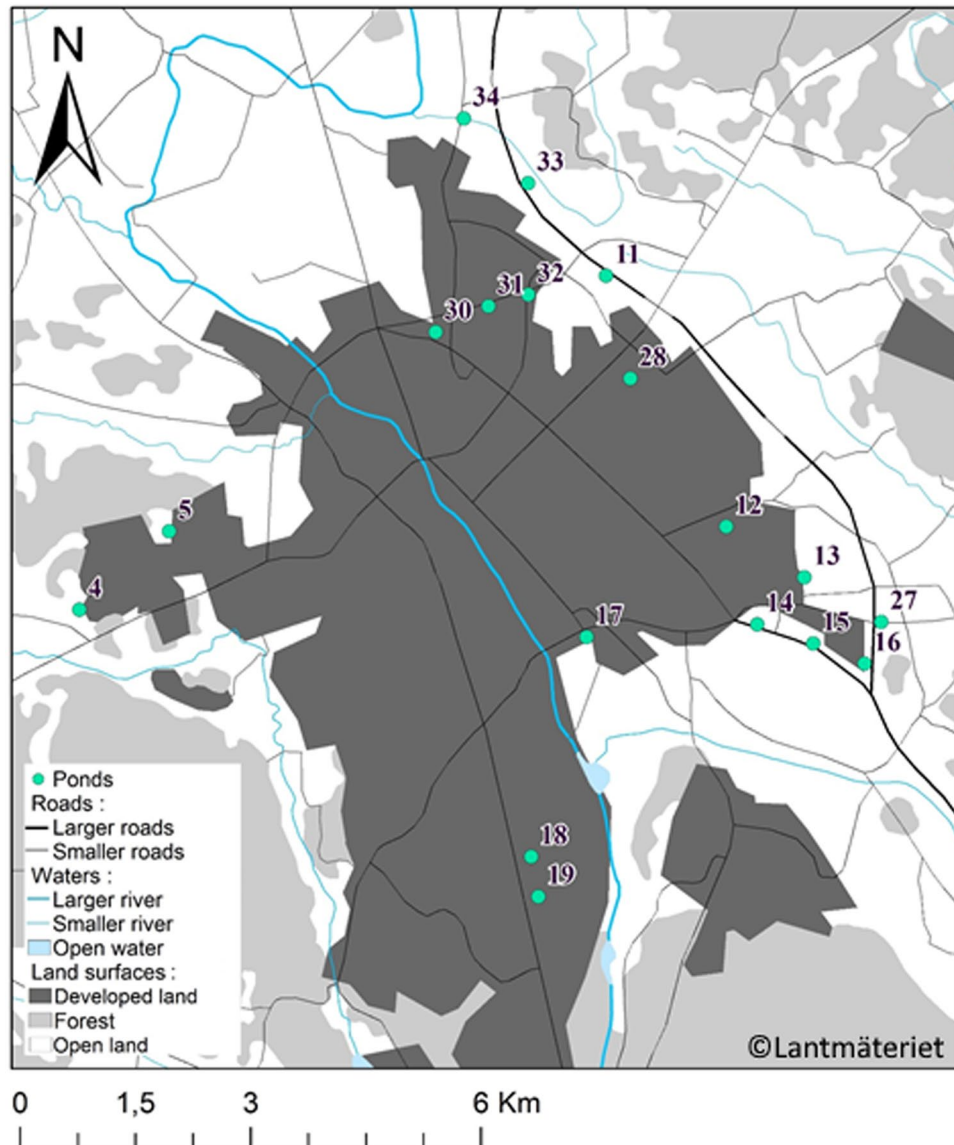 N
34
33
11
32
31
30
28
5
12
4
13
27
14
15
17
16
18
19
Ponds
Roads :
Larger roads
Smaller roads
Waters :
Larger river
Smaller river
Open water
Land surfaces :
Developed land
Forest
Open land
©Lantmäteriet
0 1,5 3 6 Km